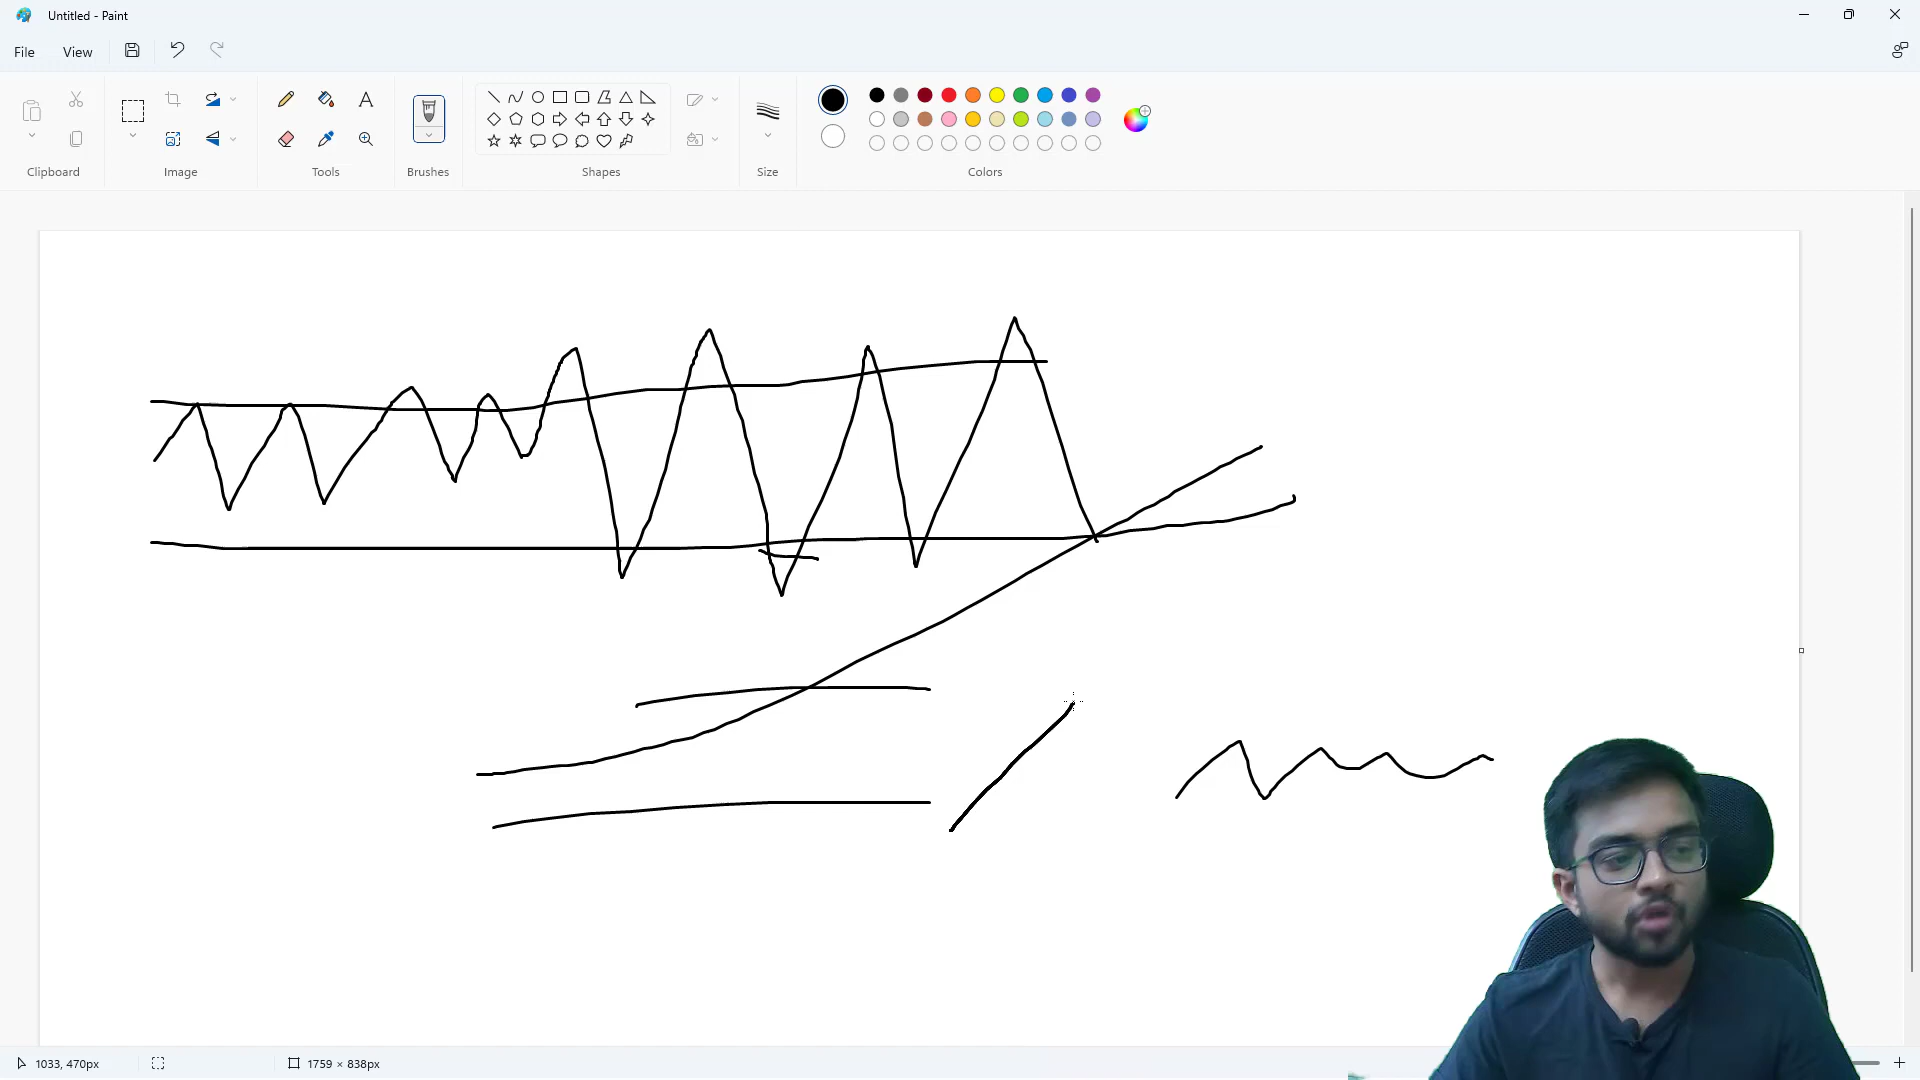 Untitled - Paint
File View
Clipboard Image Tools Brushes Shapes Size Colors
1033, 470px 1759 × 838px